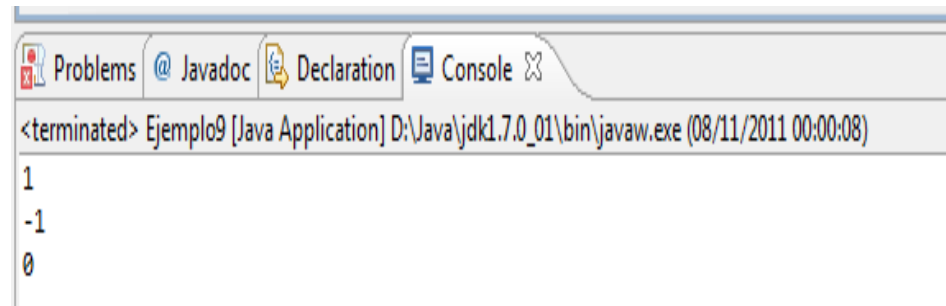 Problems @ Javadoc Declaration Console
<terminated> Ejemplo9 [Java Application] D:\Java\jdk1.7.0_01\bin\javaw.exe (08/11/2011 00:00:08)
1
-1
0